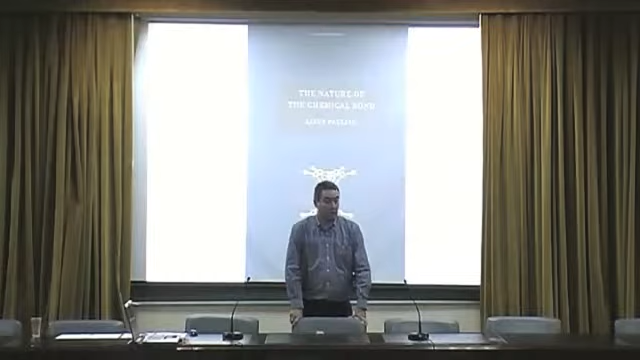 THE NATURE OF
THE CHEMICAL BOND
LINUS PAULING